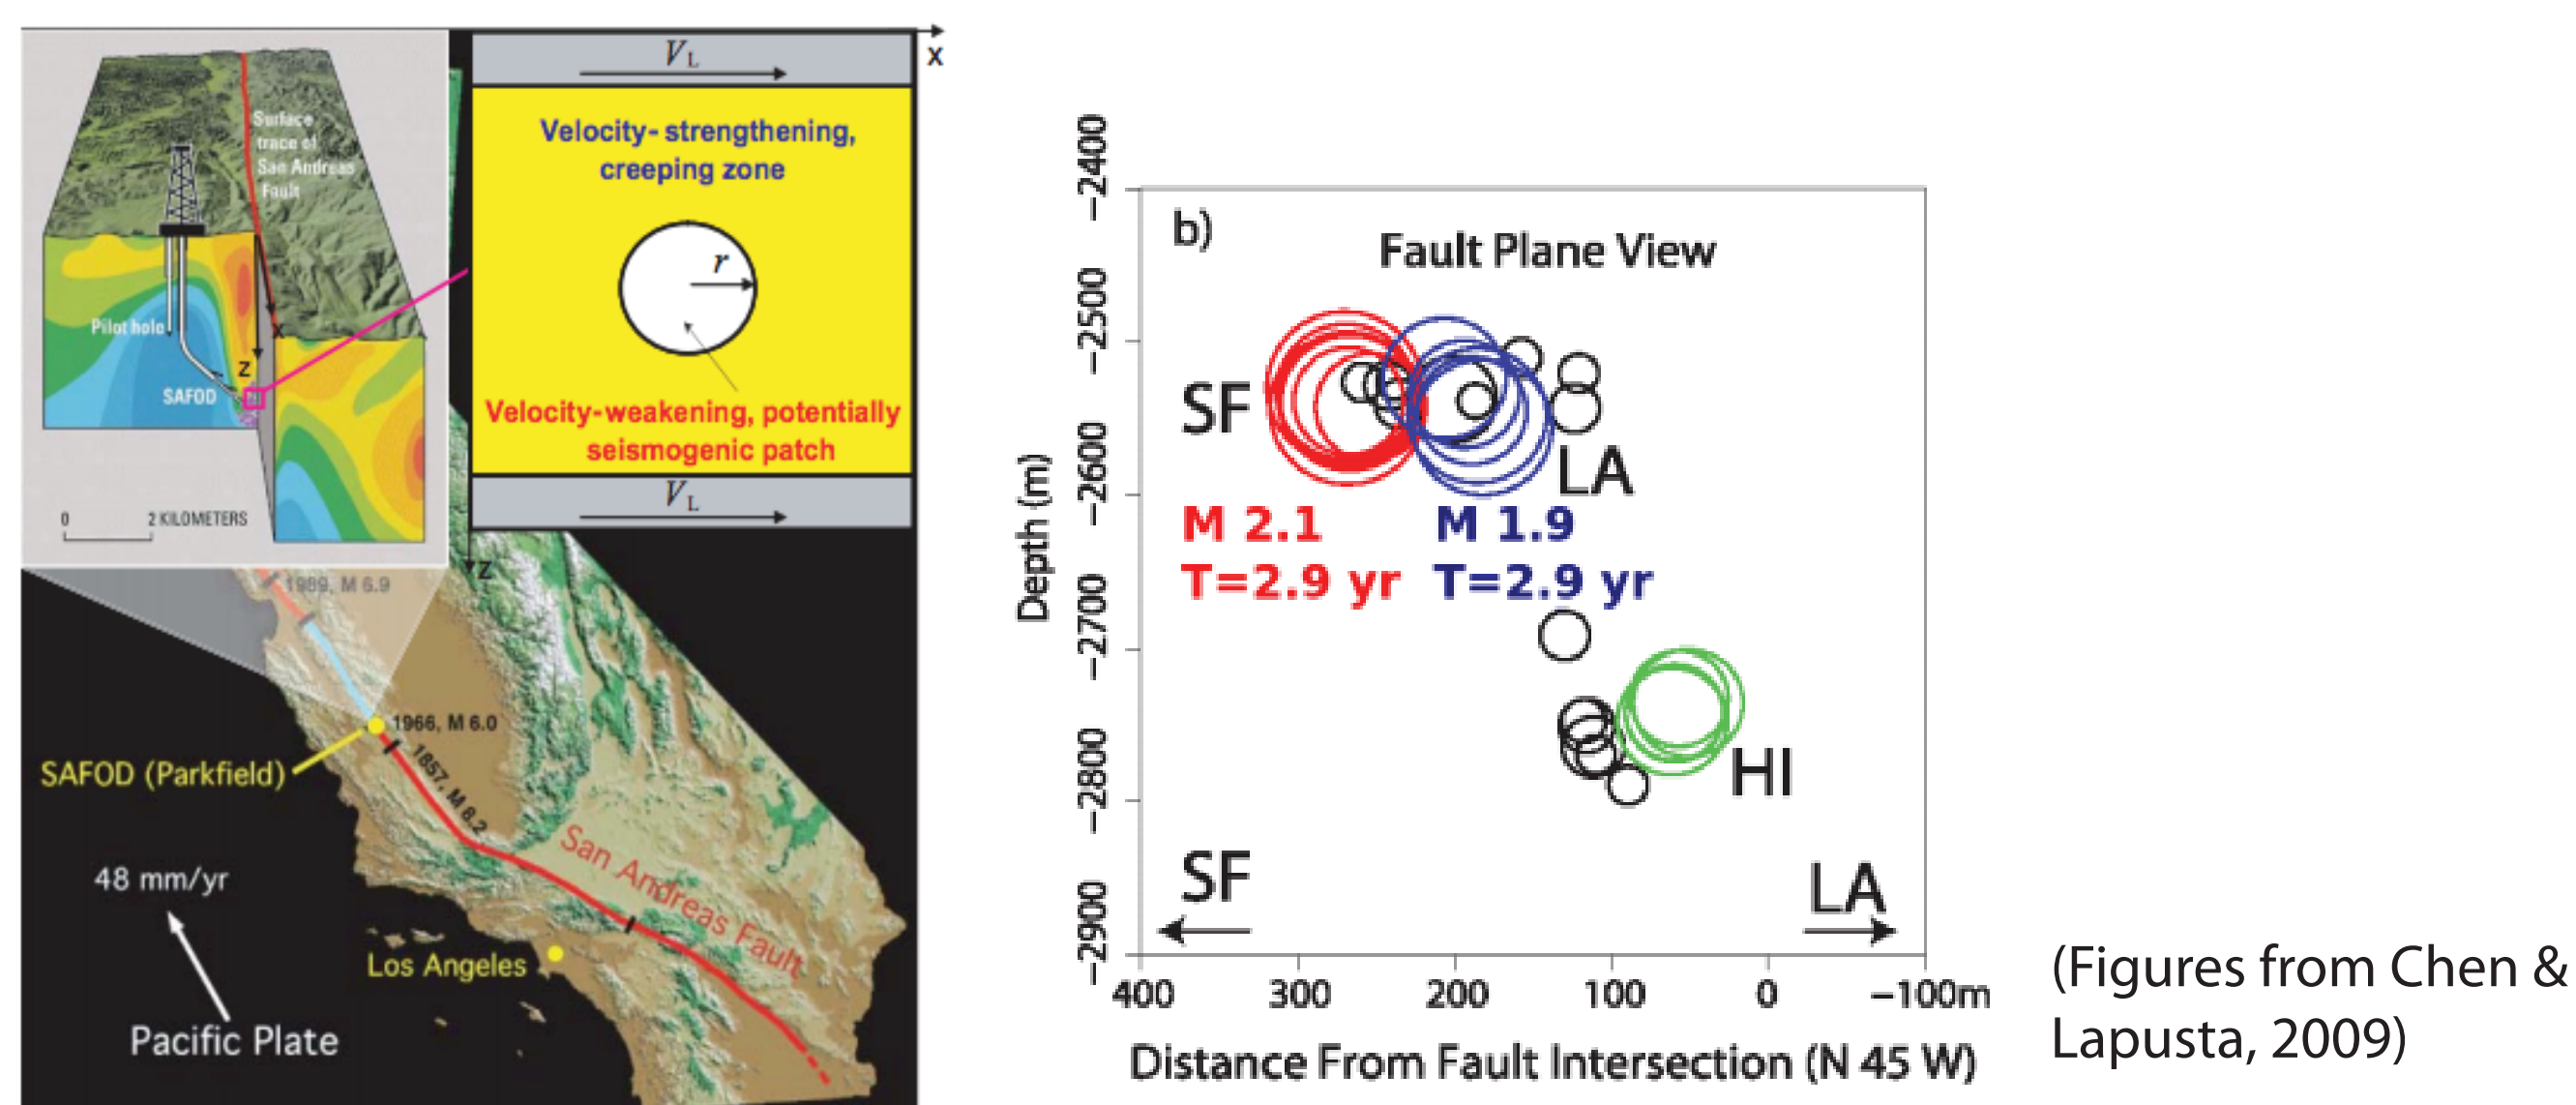 Surface
trace of
San Andreas
Fault
Pilot hole
X
Z
SAFOD
0 2 KILOMETERS
V_L
X
Velocity- strengthening,
creeping zone
r
Velocity-weakening, potentially
seismogenic patch
V_L
Z
1989, M 6.9
1966, M 6.0
SAFOD (Parkfield)
1857, M 8.2
San Andreas Fault
48 mm/yr
Los Angeles
Pacific Plate
b)
Fault Plane View
Depth (m)
−2400
−2500
−2600
−2700
−2800
−2900
SF
LA
M 2.1 M 1.9
T=2.9 yr T=2.9 yr
HI
SF
LA
400 300 200 100 0 −100m
Distance From Fault Intersection (N 45 W)
(Figures from Chen &
Lapusta, 2009)